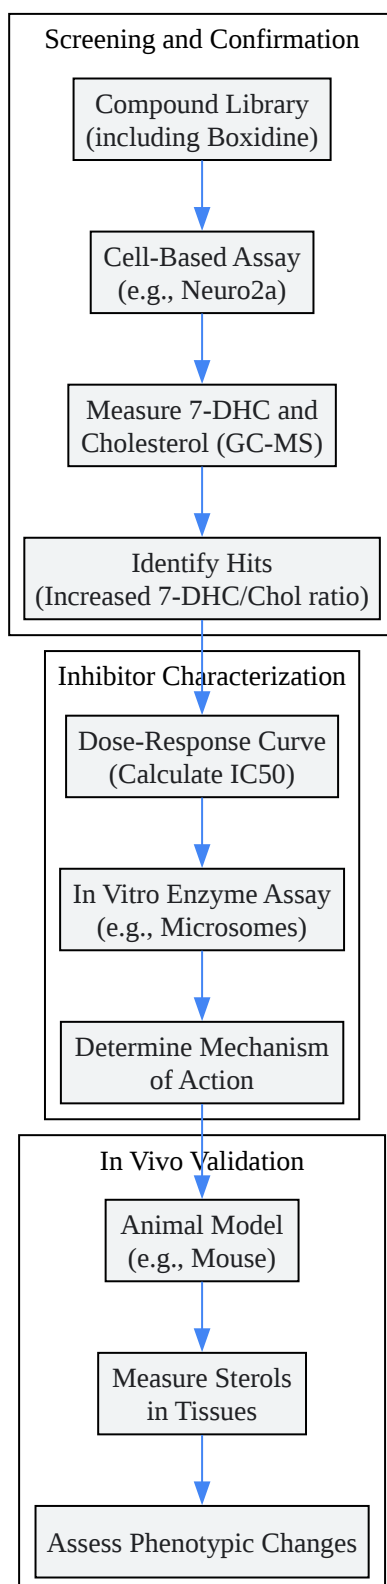 Screening and Confirmation
Compound Library
(including Boxidine)
Cell-Based Assay
(e.g., Neuro2a)
Measure 7-DHC and
Cholesterol (GC-MS)
Identify Hits
(Increased 7-DHC/Chol ratio)
Inhibitor Characterization
Dose-Response Curve
(Calculate IC50)
In Vitro Enzyme Assay
(e.g., Microsomes)
Determine Mechanism
of Action
In Vivo Validation
Animal Model
(e.g., Mouse)
Measure Sterols
in Tissues
Assess Phenotypic Changes